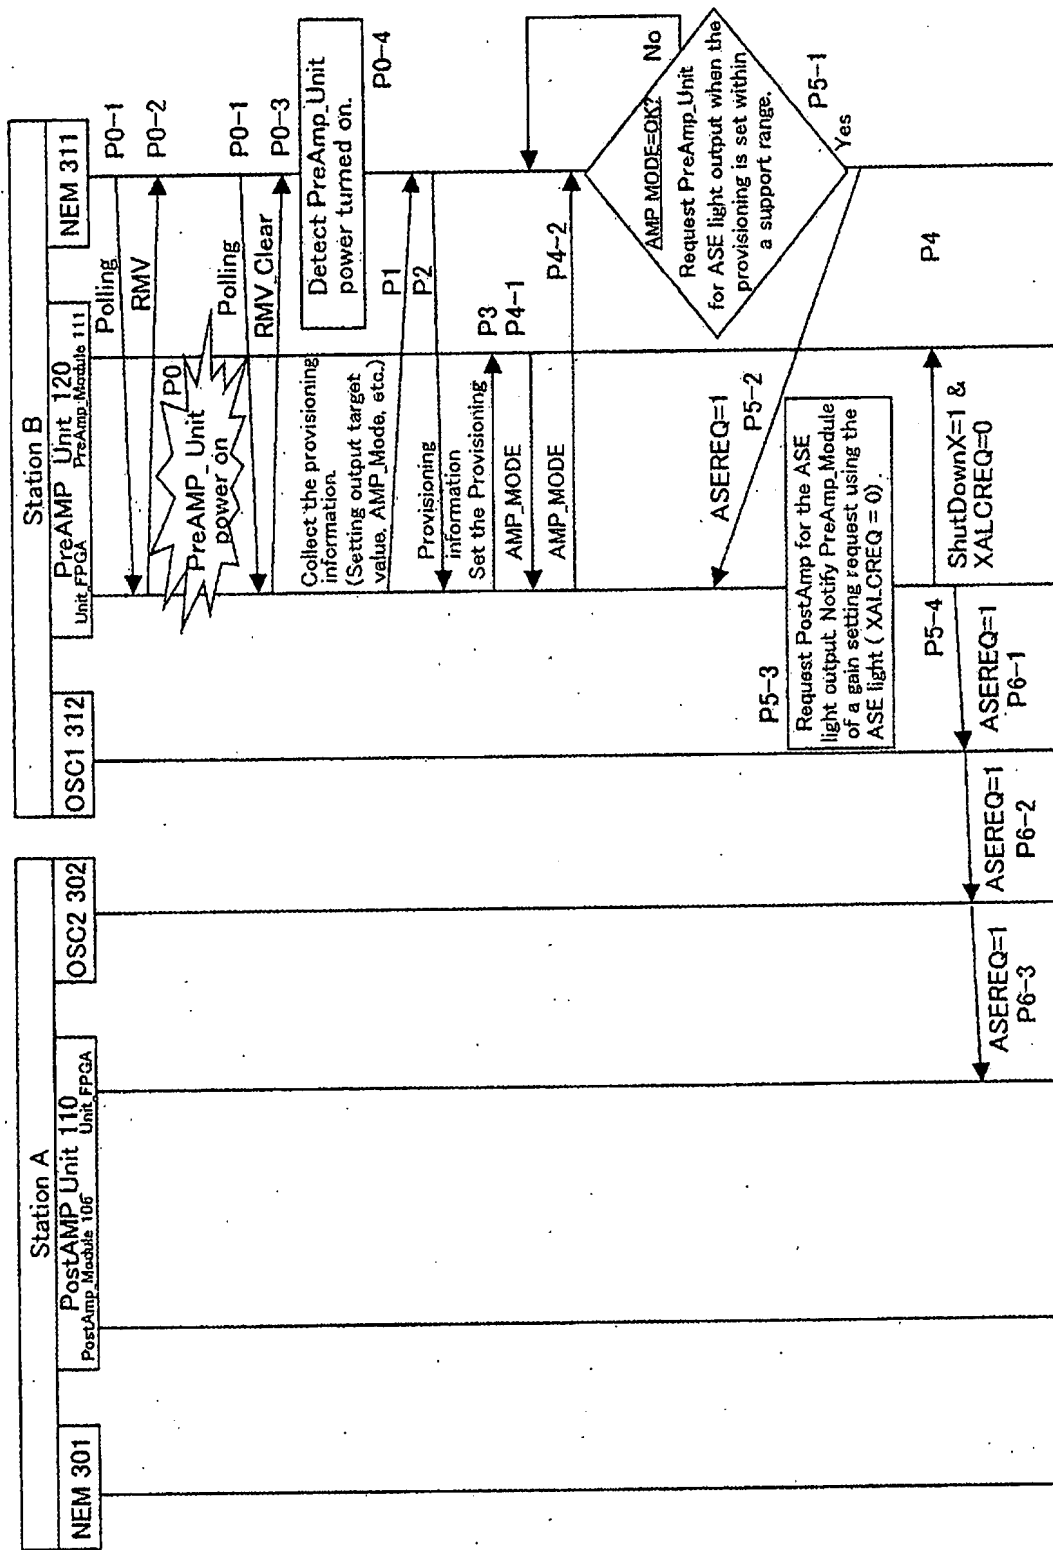 Station A
Station B
NEM 301
PostAMP_Unit 110
PostAmp_Module 106
Unit_FPGA
OSC2 302
OSC1 312
PreAMP_Unit 120
Unit_FPGA
PreAmp_Module 111
NEM 311
Polling
P0-1
RMV
P0-2
P0
PreAMP_Unit
power on
Polling
P0-1
RMV Clear
P0-3
Detect PreAmp_Unit
power turned on.
P0-4
Collect the provisioning
information.
(Setting output target
value, AMP_Mode, etc.)
P1
P2
Provisioning
information
Set the Provisioning
P3
AMP_MODE
P4-1
AMP_MODE
P4-2
No
AMP MODE=OK?
Request PreAmp_Unit
for ASE light output when the
provisioning is set within
a support range.
P5-1
Yes
ASEREQ=1
P5-2
P5-3
Request PostAmp for the ASE
light output. Notify PreAmp_Module
of a gain setting request using the
ASE light ( XALCREQ = 0).
P5-4
ShutDownX=1 &
XALCREQ=0
P4
ASEREQ=1
P6-1
ASEREQ=1
P6-2
ASEREQ=1
P6-3